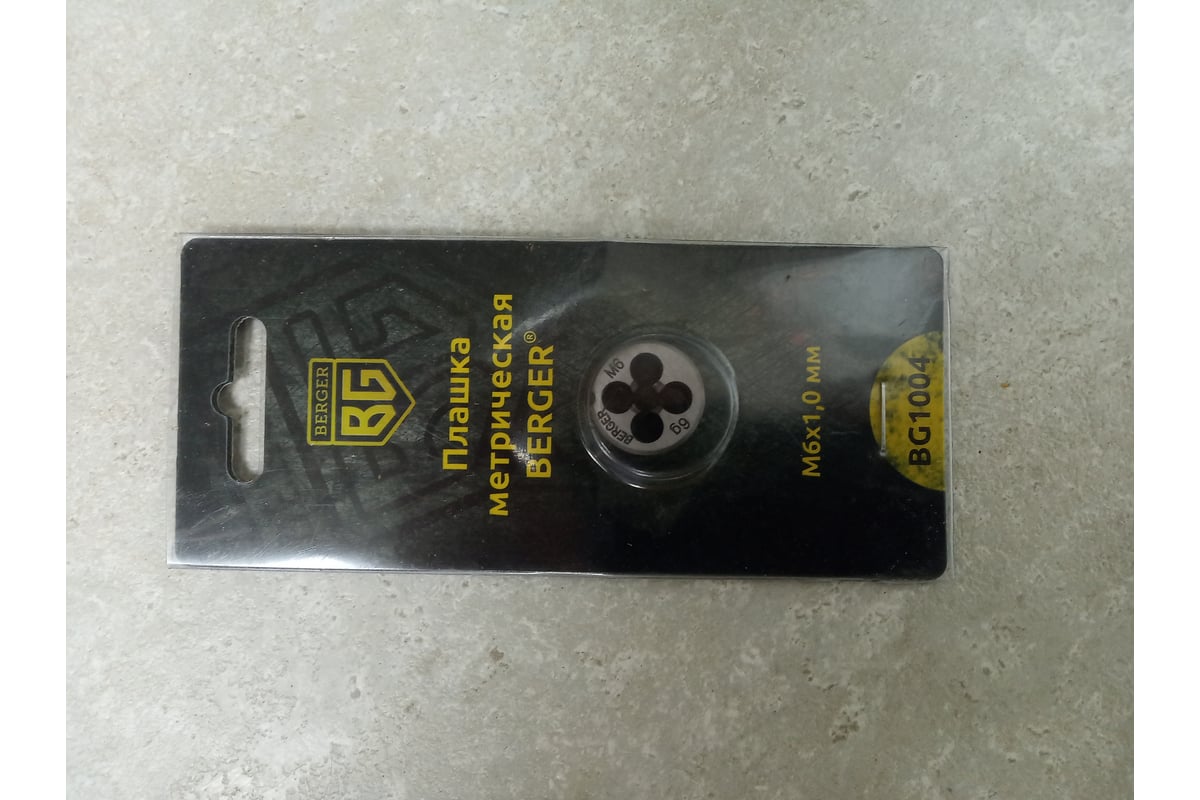 BERGER
BG
Плашка
метрическая
BERGER®
M6
BERGER
6g
М6х1,0 мм
BG1004